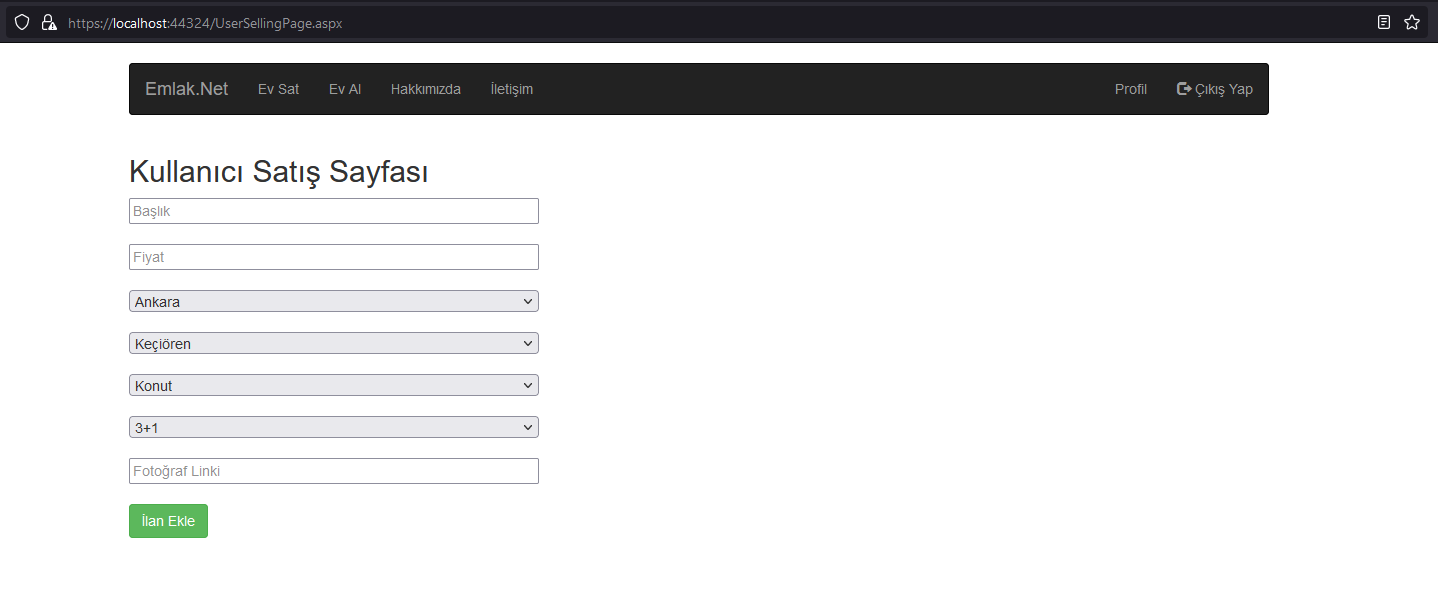 https://localhost:44324/UserSellingPage.aspx
Emlak.Net Ev Sat Ev Al Hakkımızda İletişim Profil Çıkış Yap
Kullanıcı Satış Sayfası
Başlık
Fiyat
Ankara
Keçiören
Konut
3+1
Fotoğraf Linki
İlan Ekle